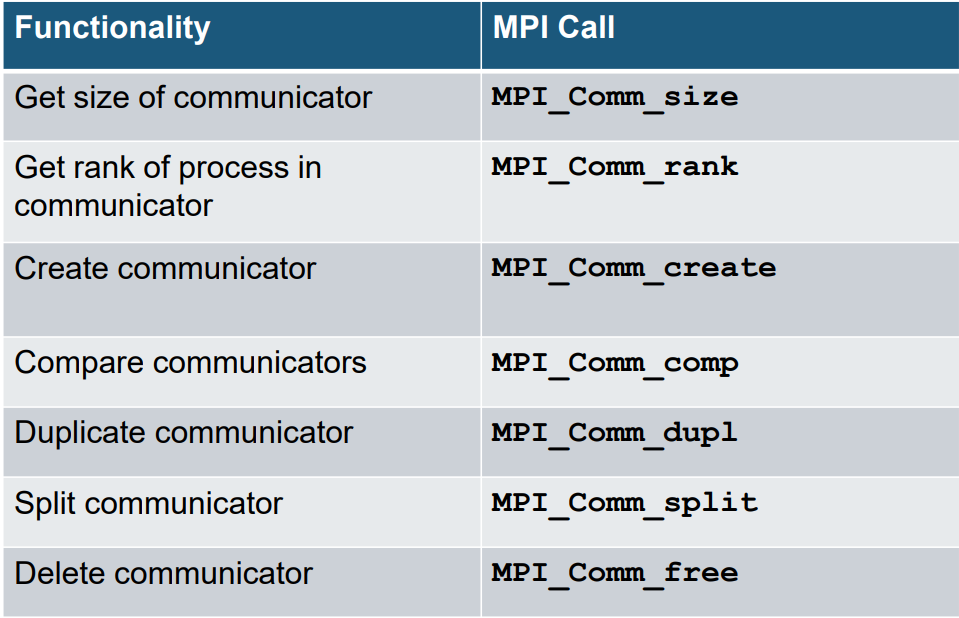 Functionality MPI Call
Get size of communicator MPI_Comm_size
Get rank of process in MPI_Comm_rank
communicator
Create communicator MPI_Comm_create
Compare communicators MPI_Comm_comp
Duplicate communicator MPI_Comm_dupl
Split communicator MPI_Comm_split
Delete communicator MPI_Comm_free